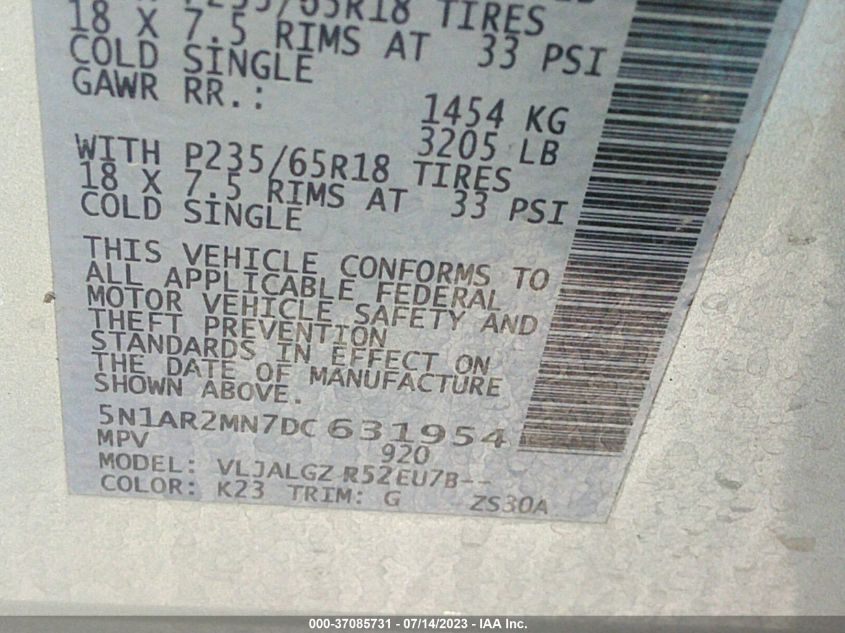 P235/65R18 TIRES
18 X 7.5 RIMS AT 33 PSI
COLD SINGLE
GAWR RR.: 1454 KG
3205 LB
WITH P235/65R18 TIRES
18 X 7.5 RIMS AT 33 PSI
COLD SINGLE
THIS VEHICLE CONFORMS TO
ALL APPLICABLE FEDERAL
MOTOR VEHICLE SAFETY AND
THEFT PREVENTION
STANDARDS IN EFFECT ON
THE DATE OF MANUFACTURE
SHOWN ABOVE.
5N1AR2MN7DC631954
MPV 920
MODEL: VLJALGZ R52EU7B--
COLOR: K23 TRIM: G ZS30A
000-37085731 - 07/14/2023 - IAA Inc.